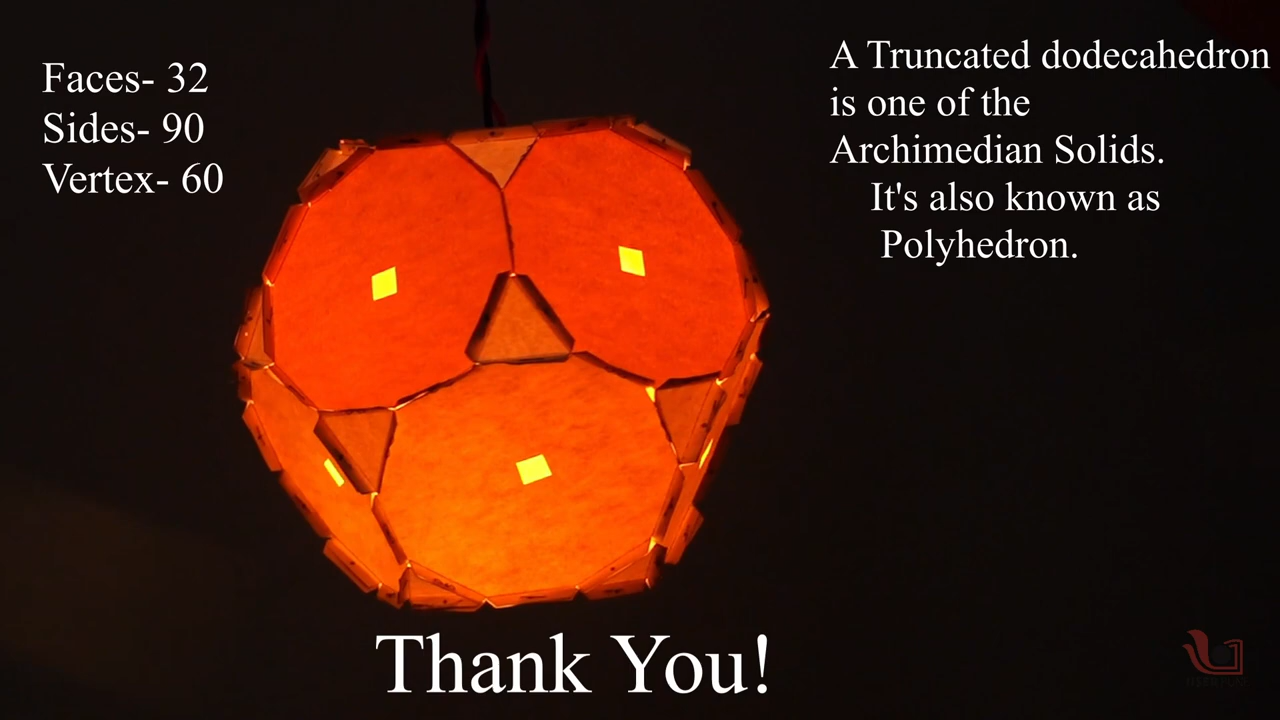 Faces- 32
Sides- 90
Vertex- 60
A Truncated dodecahedron
is one of the
Archimedian Solids.
It's also known as
Polyhedron.
Thank You!